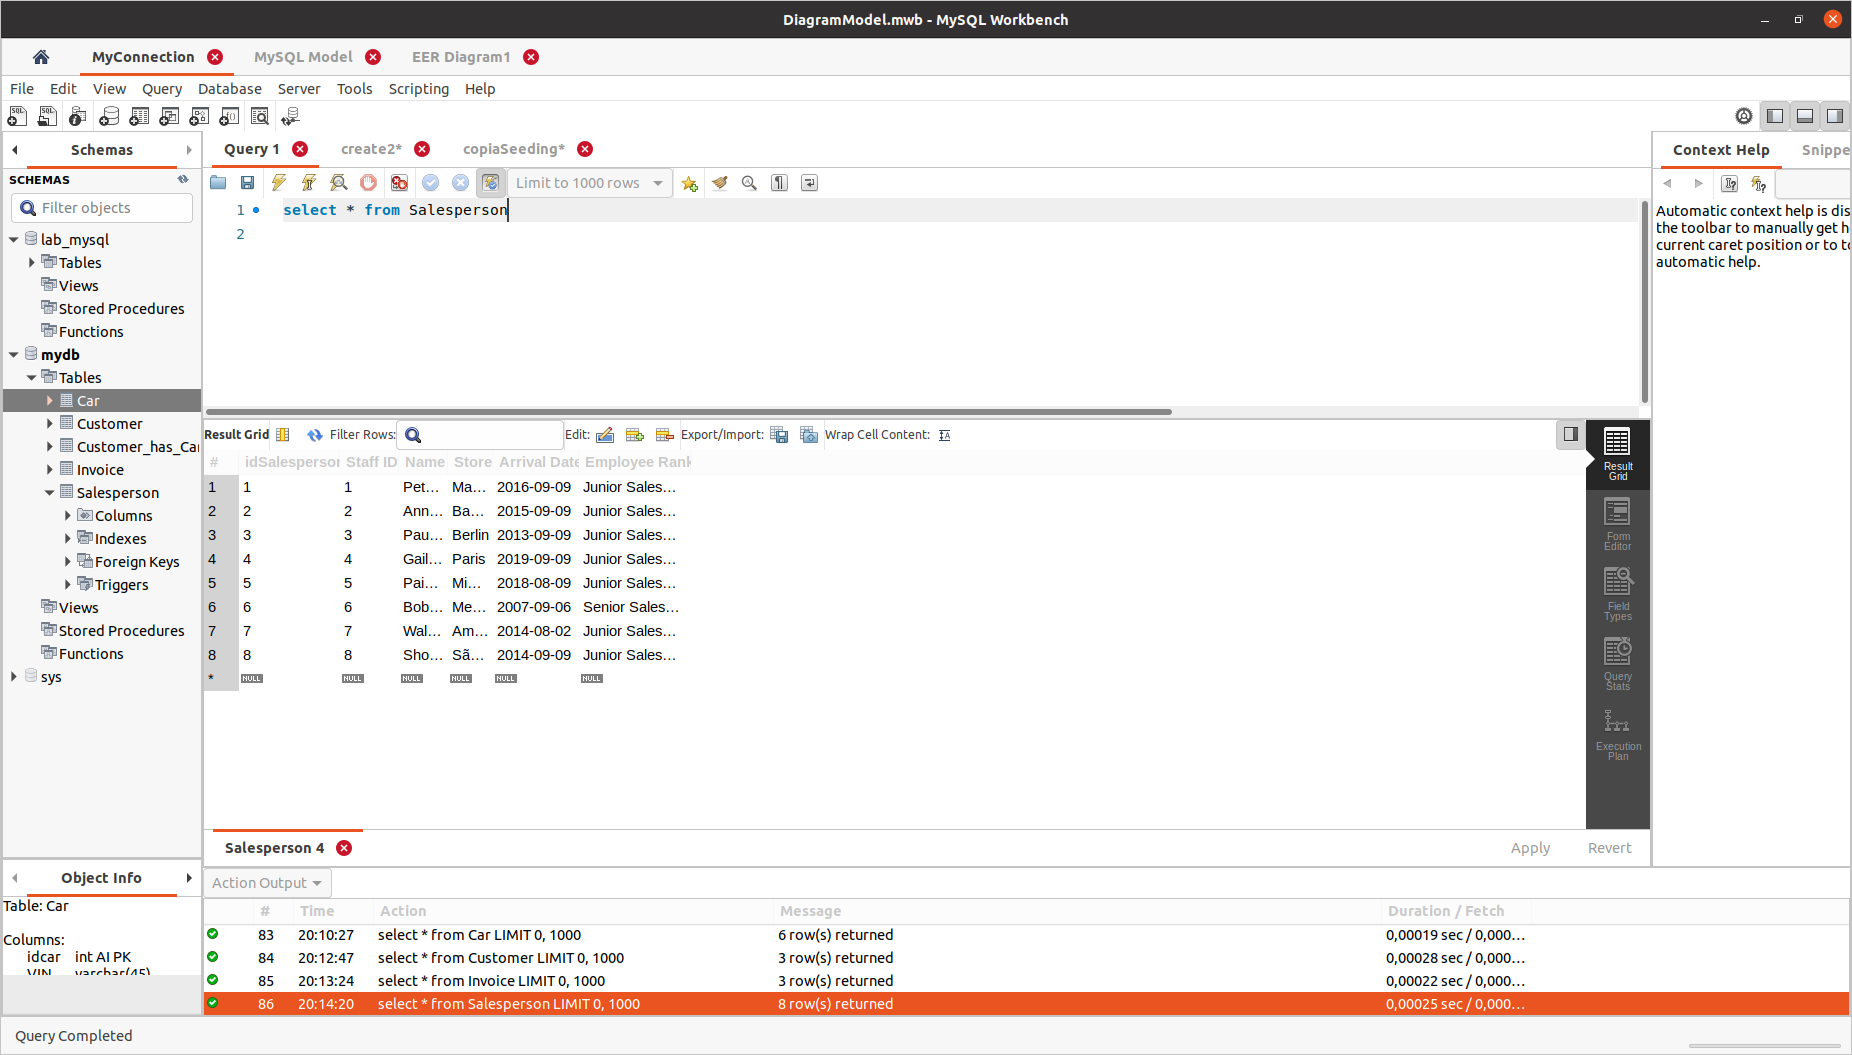 DiagramModel.mwb - MySQL Workbench
MyConnection MySQL Model EER Diagram1
File Edit View Query Database Server Tools Scripting Help
Schemas
SCHEMAS
Filter objects
lab_mysql
Tables
Views
Stored Procedures
Functions
mydb
Tables
Car
Customer
Customer_has_Car
Invoice
Salesperson
Columns
Indexes
Foreign Keys
Triggers
Views
Stored Procedures
Functions
sys
Query 1 create2* copiaSeeding*
Limit to 1000 rows
1 select * from Salesperson
2
Context Help Snippe
Automatic context help is dis
the toolbar to manually get h
current caret position or to to
automatic help.
Result Grid Filter Rows: Edit: Export/Import: Wrap Cell Content:
# idSalesperson Staff ID Name Store Arrival Date Employee Rank
1 1 1 Pet... Ma... 2016-09-09 Junior Sales...
2 2 2 Ann... Ba... 2015-09-09 Junior Sales...
3 3 3 Pau... Berlin 2013-09-09 Junior Sales...
4 4 4 Gail... Paris 2019-09-09 Junior Sales...
5 5 5 Pai... Mi... 2018-08-09 Junior Sales...
6 6 6 Bob... Me... 2007-09-06 Senior Sales...
7 7 7 Wal... Am... 2014-08-02 Junior Sales...
8 8 8 Sho... Sã... 2014-09-09 Junior Sales...
* NULL NULL NULL NULL NULL NULL
Result
Grid
Form
Editor
Field
Types
Query
Stats
Execution
Plan
Salesperson 4 Apply Revert
Object Info
Table: Car
Columns:
idcar int AI PK
VIN varchar(45)
Action Output
# Time Action Message Duration / Fetch
83 20:10:27 select * from Car LIMIT 0, 1000 6 row(s) returned 0,00019 sec / 0,000...
84 20:12:47 select * from Customer LIMIT 0, 1000 3 row(s) returned 0,00028 sec / 0,000...
85 20:13:24 select * from Invoice LIMIT 0, 1000 3 row(s) returned 0,00022 sec / 0,000...
86 20:14:20 select * from Salesperson LIMIT 0, 1000 8 row(s) returned 0,00025 sec / 0,000...
Query Completed